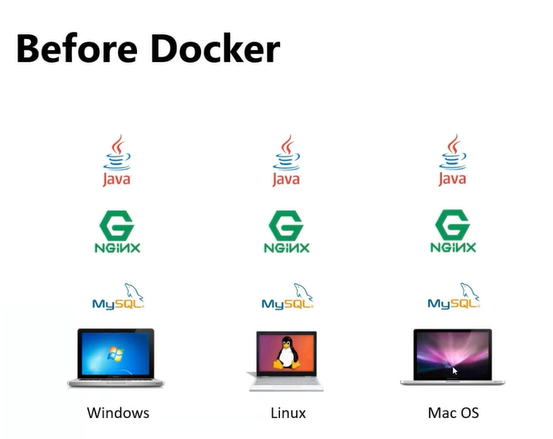 Before Docker
Java Java Java
NGINX NGINX NGINX
MySQL MySQL MySQL
Windows Linux Mac OS